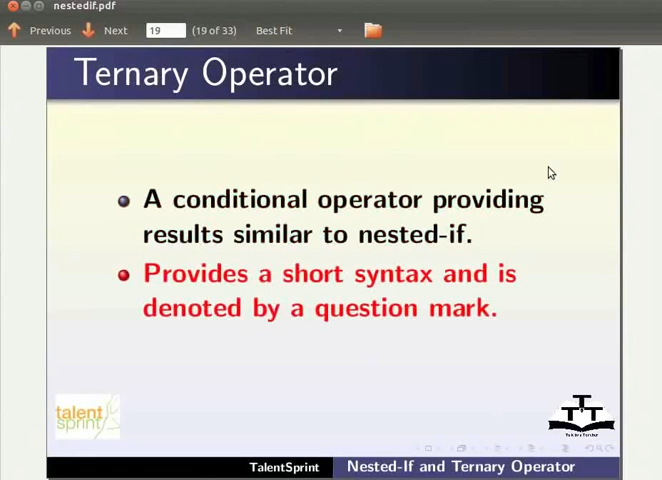 nestedif.pdf
Previous Next 19 (19 of 33) Best Fit
Ternary Operator
A conditional operator providing
results similar to nested-if.
Provides a short syntax and is
denoted by a question mark.
talent
sprint
TalentSprint Nested-If and Ternary Operator